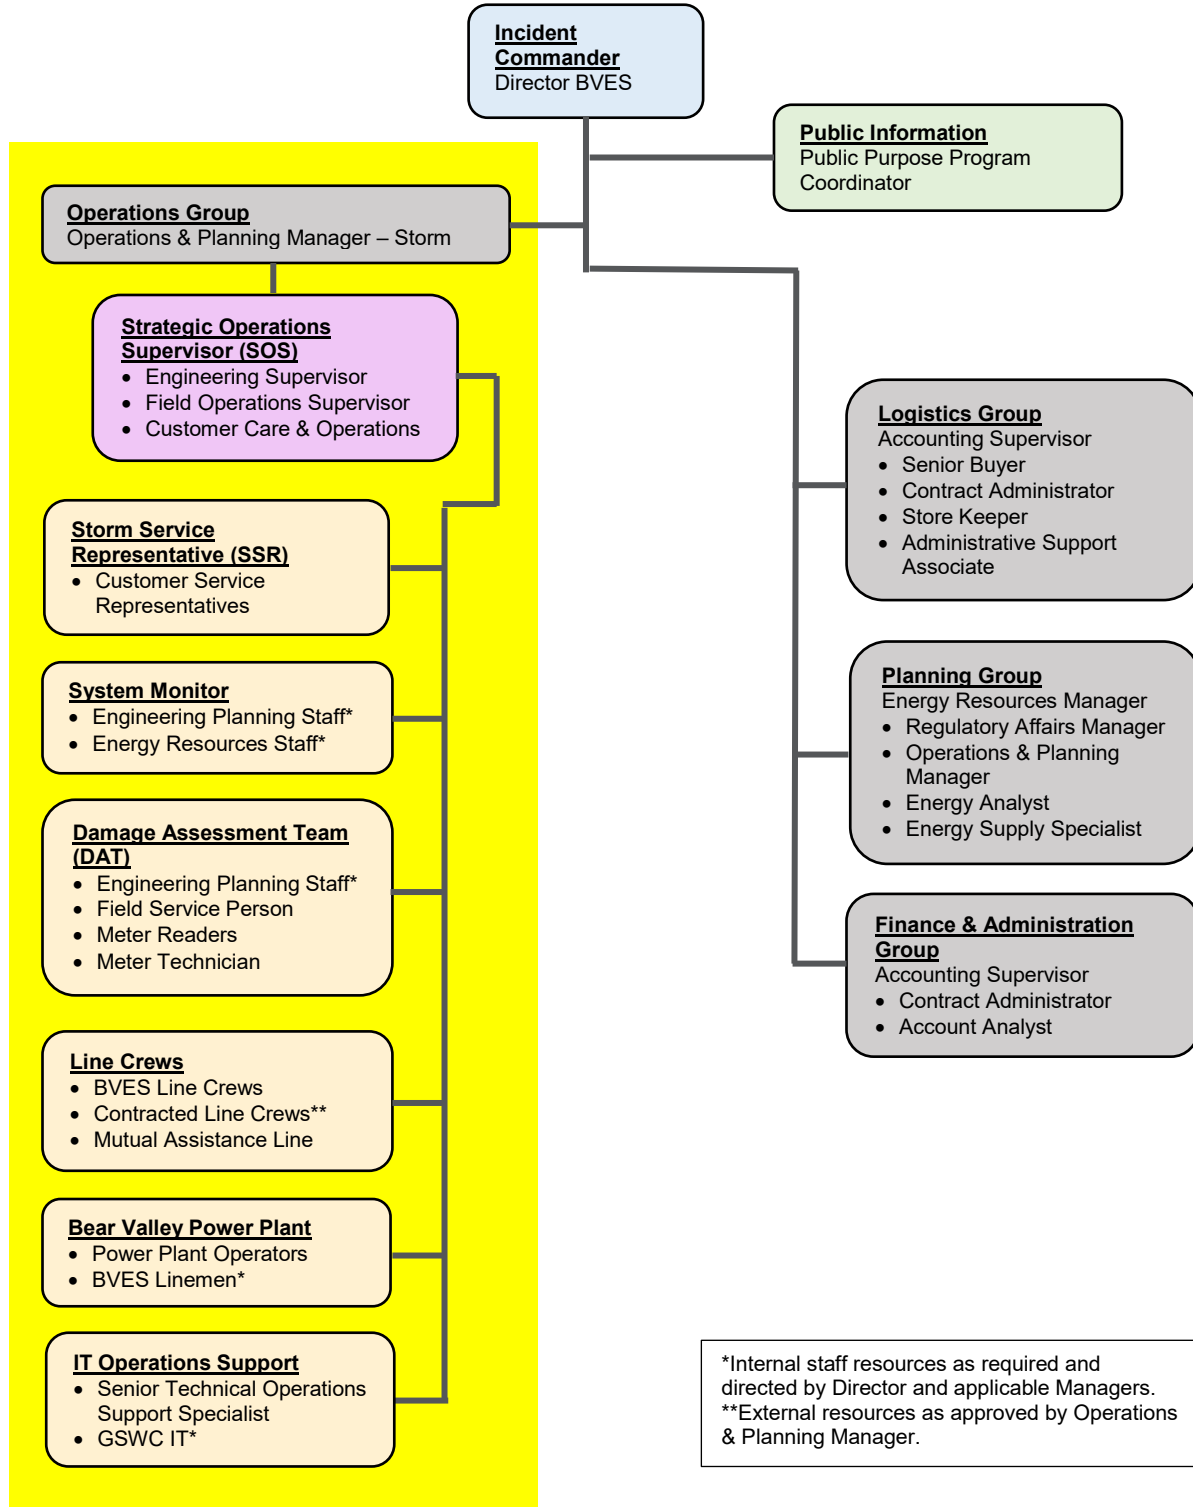 Incident
Commander
Director BVES
Public Information
Public Purpose Program
Coordinator
Operations Group
Operations & Planning Manager – Storm
Strategic Operations
Supervisor (SOS)
• Engineering Supervisor
• Field Operations Supervisor
• Customer Care & Operations
Storm Service
Representative (SSR)
• Customer Service
Representatives
System Monitor
• Engineering Planning Staff*
• Energy Resources Staff*
Damage Assessment Team
(DAT)
• Engineering Planning Staff*
• Field Service Person
• Meter Readers
• Meter Technician
Line Crews
• BVES Line Crews
• Contracted Line Crews**
• Mutual Assistance Line
Bear Valley Power Plant
• Power Plant Operators
• BVES Linemen*
IT Operations Support
• Senior Technical Operations
Support Specialist
• GSWC IT*
Logistics Group
Accounting Supervisor
• Senior Buyer
• Contract Administrator
• Store Keeper
• Administrative Support
Associate
Planning Group
Energy Resources Manager
• Regulatory Affairs Manager
• Operations & Planning
Manager
• Energy Analyst
• Energy Supply Specialist
Finance & Administration
Group
Accounting Supervisor
• Contract Administrator
• Account Analyst
*Internal staff resources as required and
directed by Director and applicable Managers.
**External resources as approved by Operations
& Planning Manager.